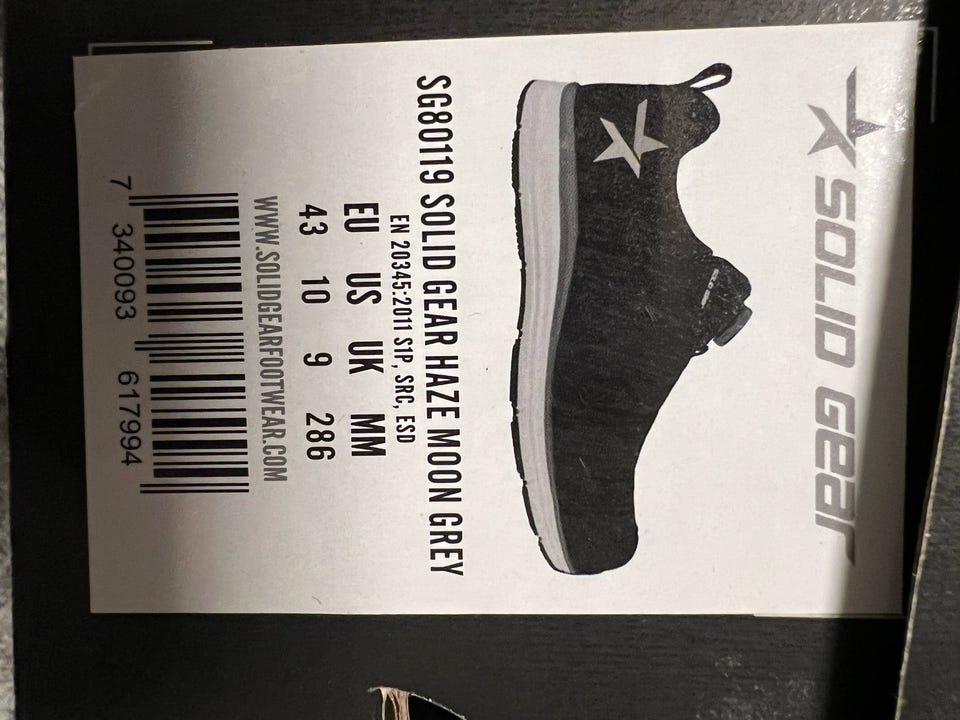 SOLID GEAR
SG80119 SOLID GEAR HAZE MOON GREY
EN 20345:2011 S1P, SRC, ESD
EU US UK MM
43 10 9 286
WWW.SOLIDGEARFOOTWEAR.COM
7 340093 617994